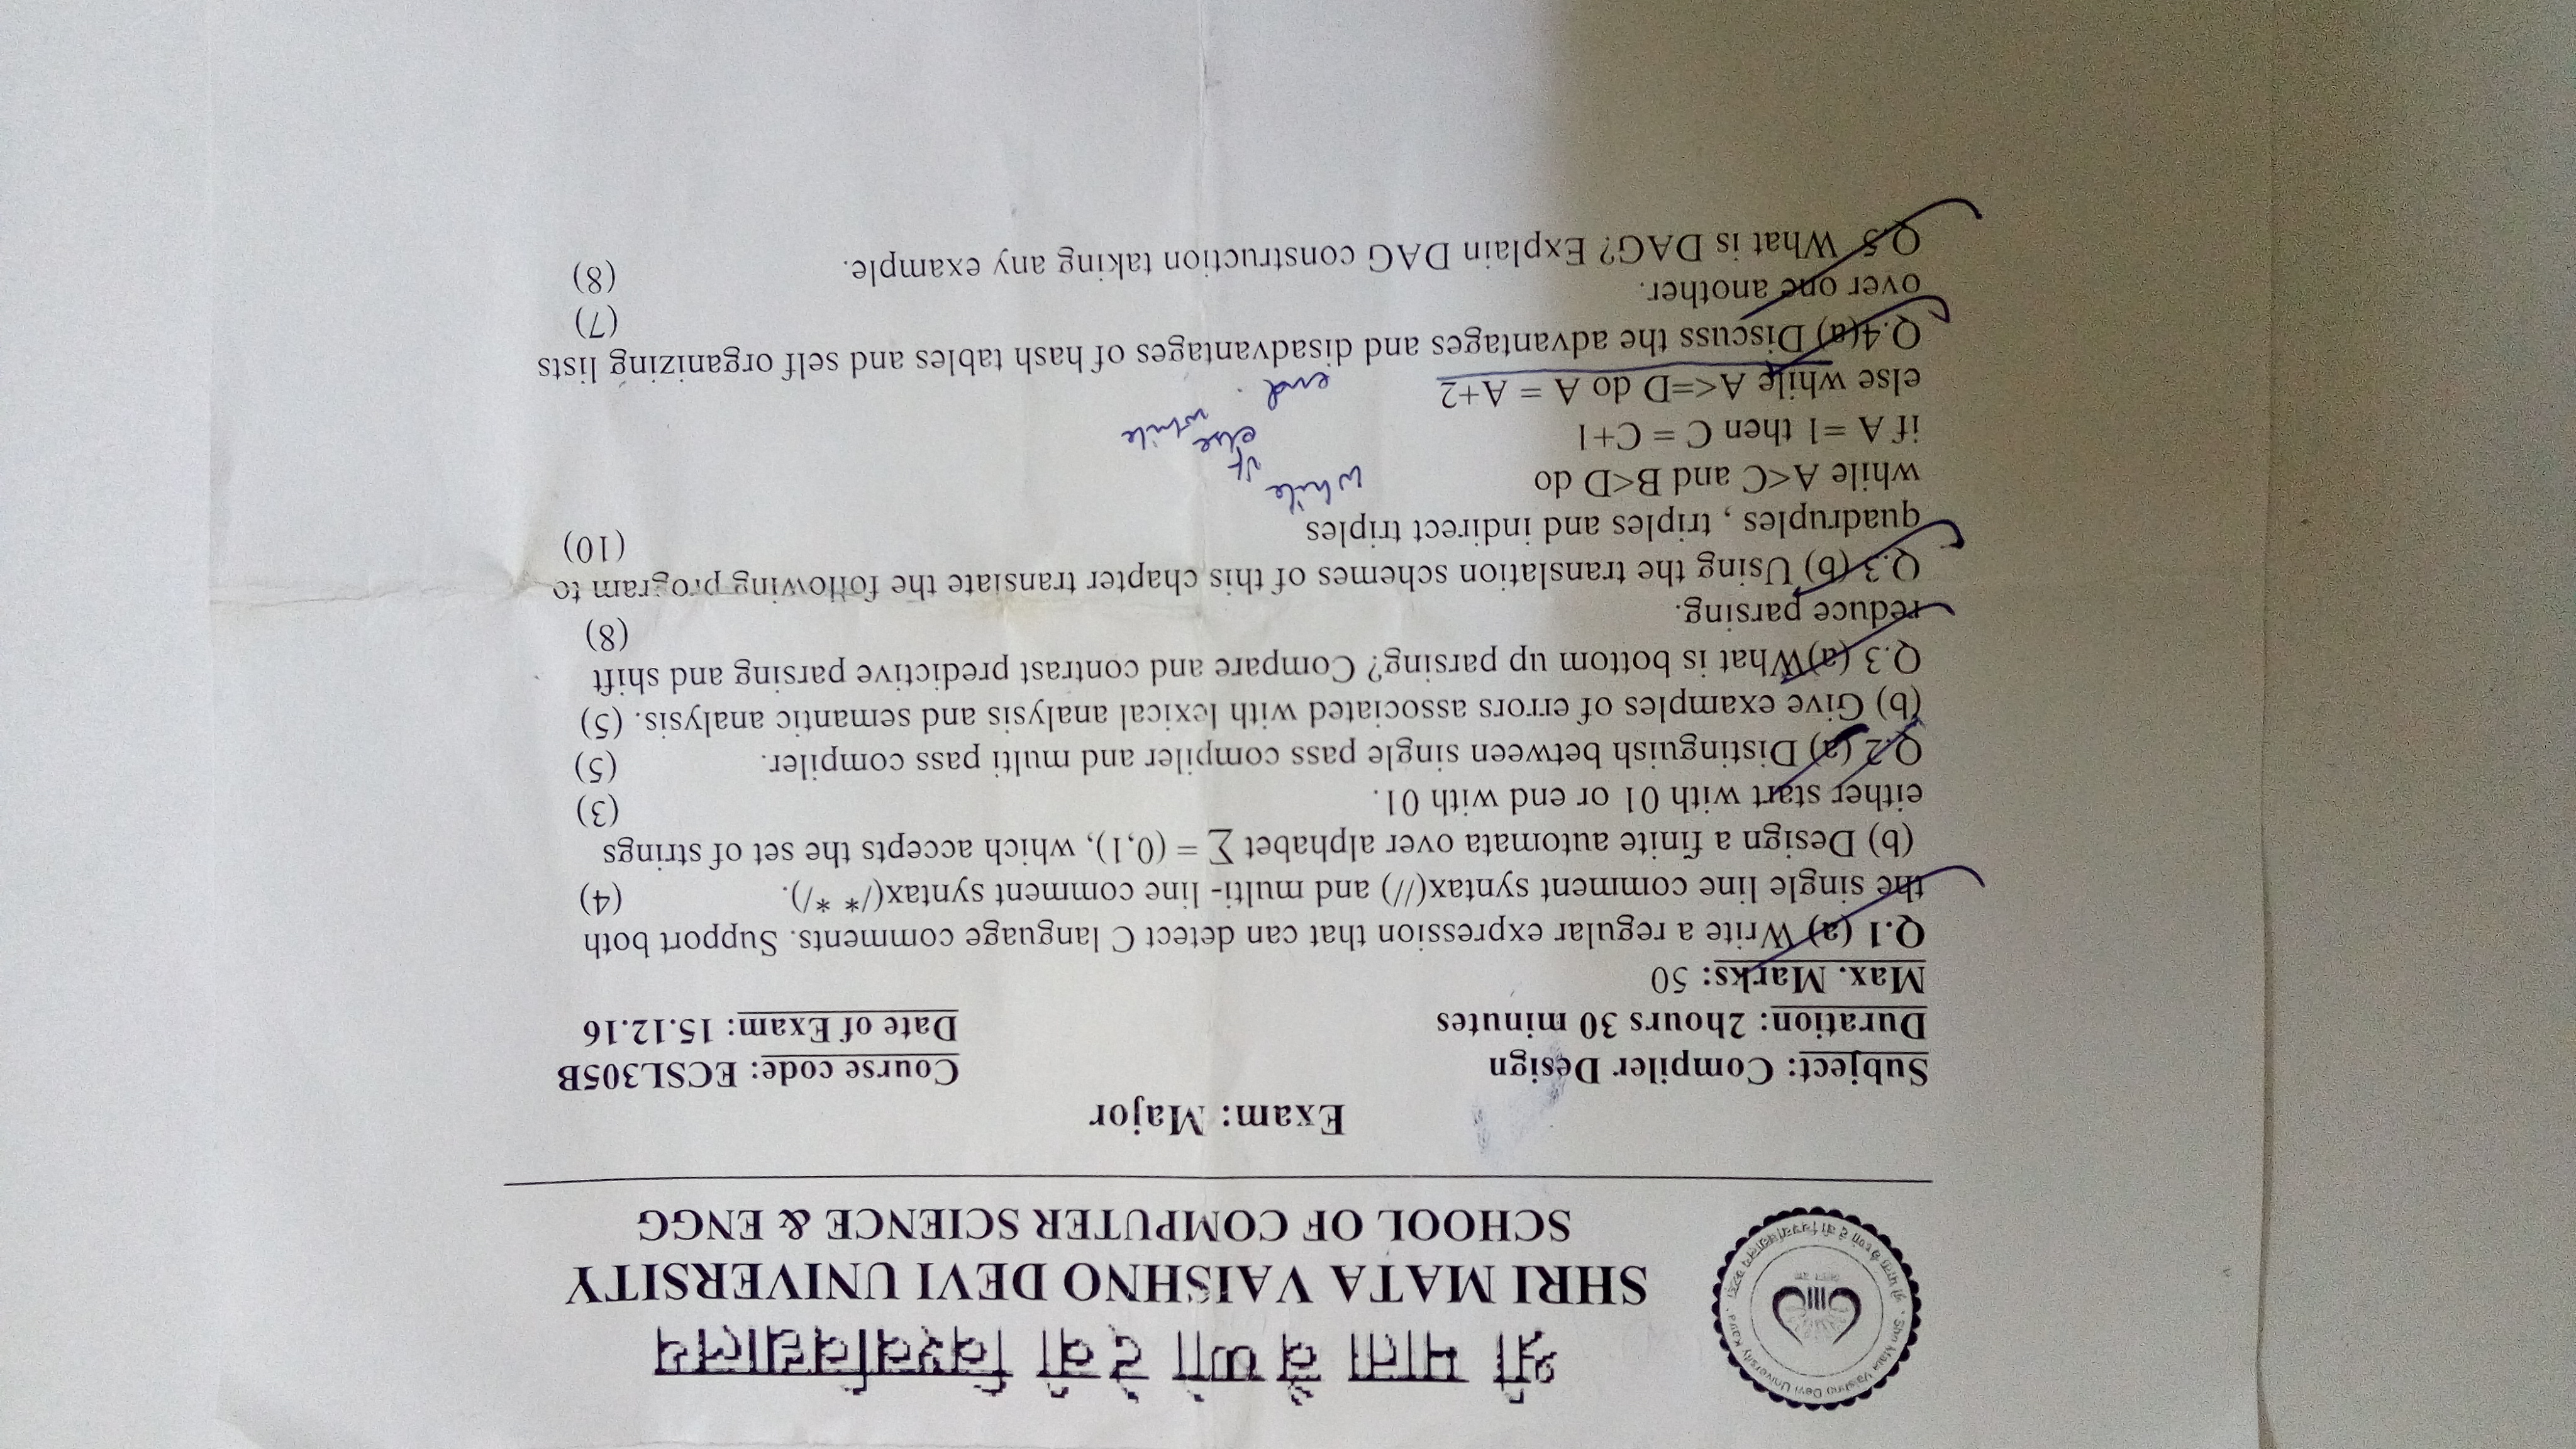 श्री माता वैष्णो देवी विश्वविद्यालय
SHRI MATA VAISHNO DEVI UNIVERSITY
SCHOOL OF COMPUTER SCIENCE & ENGG
Exam: Major
Subject: Compiler Design Course code: ECSL305B
Duration: 2hours 30 minutes Date of Exam: 15.12.16
Max. Marks: 50
Q.1 (a) Write a regular expression that can detect C language comments. Support both
the single line comment syntax(//) and multi- line comment syntax(/* */). (4)
(b) Design a finite automata over alphabet ∑ = (0,1), which accepts the set of strings
either start with 01 or end with 01. (3)
Q.2 (a) Distinguish between single pass compiler and multi pass compiler. (5)
(b) Give examples of errors associated with lexical analysis and semantic analysis. (5)
Q.3 (a)What is bottom up parsing? Compare and contrast predictive parsing and shift
reduce parsing. (8)
Q.3 (b) Using the translation schemes of this chapter translate the following program to
quadruples , triples and indirect triples (10)
while A<C and B<D do
while
if A =1 then C = C+1
if
else while
else while A<=D do A = A+2
end.
Q.4(a) Discuss the advantages and disadvantages of hash tables and self organizing lists
over one another. (7)
Q.5 What is DAG? Explain DAG construction taking any example. (8)